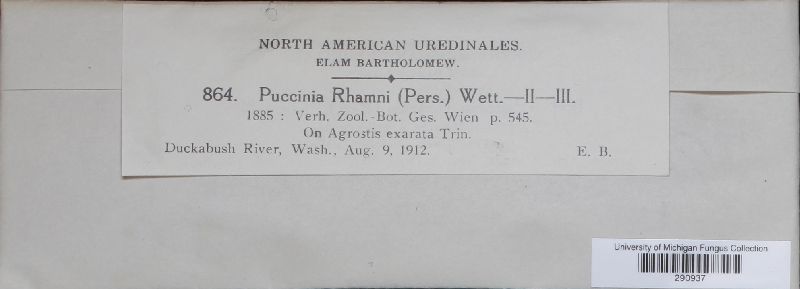 NORTH AMERICAN UREDINALES.
ELAM BARTHOLOMEW.
864. Puccinia Rhamni (Pers.) Wett.—II—III.
1885 : Verh. Zool.-Bot. Ges. Wien p. 545.
On Agrostis exarata Trin.
Duckabush River, Wash., Aug. 9, 1912. E. B.
University of Michigan Fungus Collection
290937